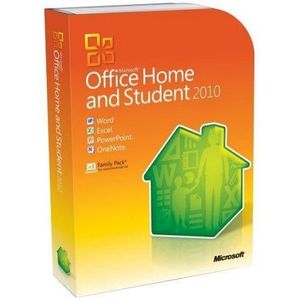 Microsoft
Office Home
and Student 2010
Word
Excel
PowerPoint
OneNote
Family Pack
Microsoft